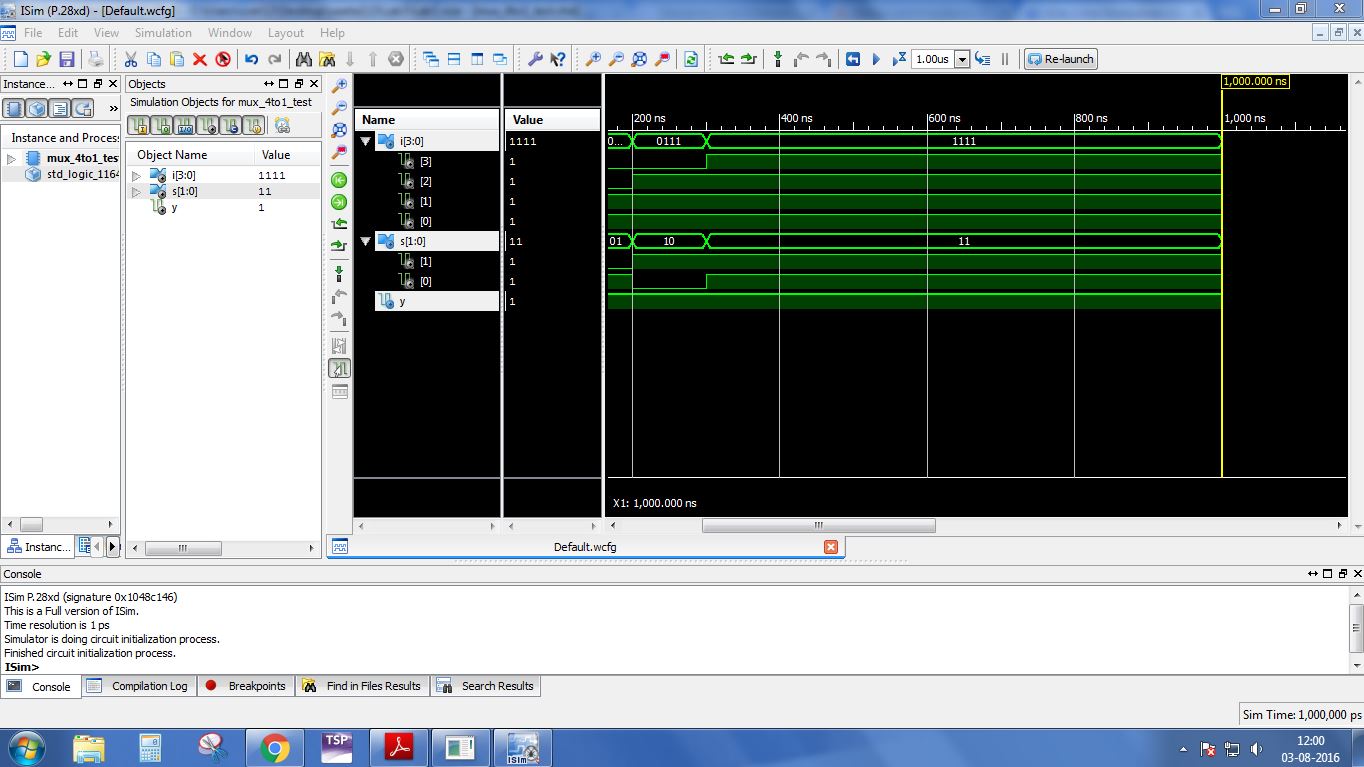 ISim (P.28xd) - [Default.wcfg]
File Edit View Simulation Window Layout Help
1.00us
Re-launch
Instance...
Objects
Simulation Objects for mux_4to1_test
Instance and Process
mux_4to1_tes
std_logic_1164
Object Name Value
i[3:0] 1111
s[1:0] 11
y 1
Name Value
i[3:0] 1111
[3] 1
[2] 1
[1] 1
[0] 1
s[1:0] 11
[1] 1
[0] 1
y 1
1,000.000 ns
200 ns 400 ns 600 ns 800 ns 1,000 ns
0... 0111 1111
01 10 11
X1: 1,000.000 ns
Instanc...
Default.wcfg
Console
ISim P.28xd (signature 0x1048c146)
This is a Full version of ISim.
Time resolution is 1 ps
Simulator is doing circuit initialization process.
Finished circuit initialization process.
ISim>
Console Compilation Log Breakpoints Find in Files Results Search Results
Sim Time: 1,000,000 ps
TSP
ISim
12:00
03-08-2016